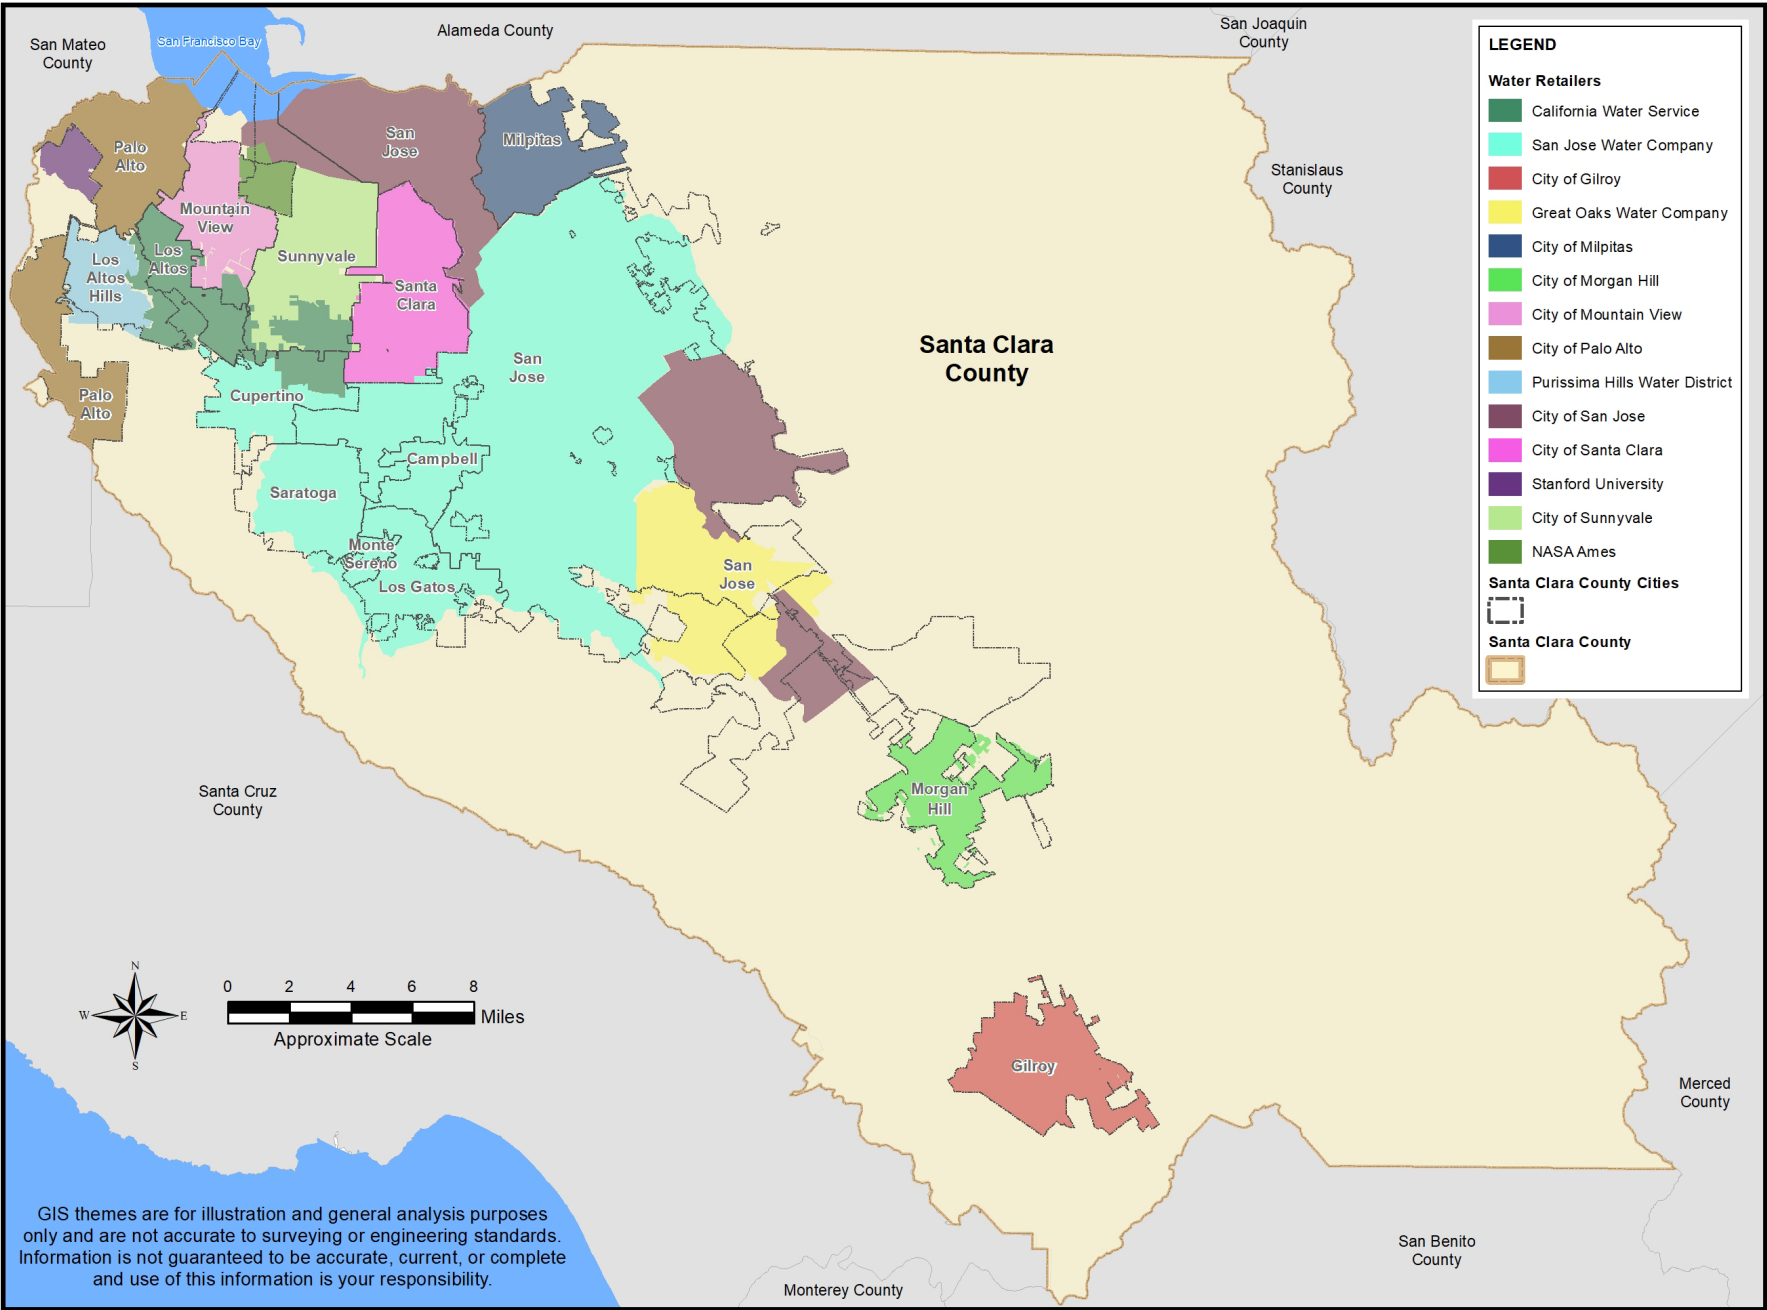 San Mateo
County
San Francisco Bay
Alameda County
San Joaquin
County
Stanislaus
County
Palo
Alto
San
Jose
Milpitas
Mountain
View
Los
Altos
Los
Altos
Hills
Sunnyvale
Santa
Clara
San
Jose
Santa Clara
County
Palo
Alto
Cupertino
Campbell
Saratoga
Monte
Sereno
Los Gatos
San
Jose
Morgan
Hill
Santa Cruz
County
Gilroy
Merced
County
San Benito
County
Monterey County
LEGEND
Water Retailers
California Water Service
San Jose Water Company
City of Gilroy
Great Oaks Water Company
City of Milpitas
City of Morgan Hill
City of Mountain View
City of Palo Alto
Purissima Hills Water District
City of San Jose
City of Santa Clara
Stanford University
City of Sunnyvale
NASA Ames
Santa Clara County Cities
Santa Clara County
N
W E
S
0 2 4 6 8
Miles
Approximate Scale
GIS themes are for illustration and general analysis purposes
only and are not accurate to surveying or engineering standards.
Information is not guaranteed to be accurate, current, or complete
and use of this information is your responsibility.